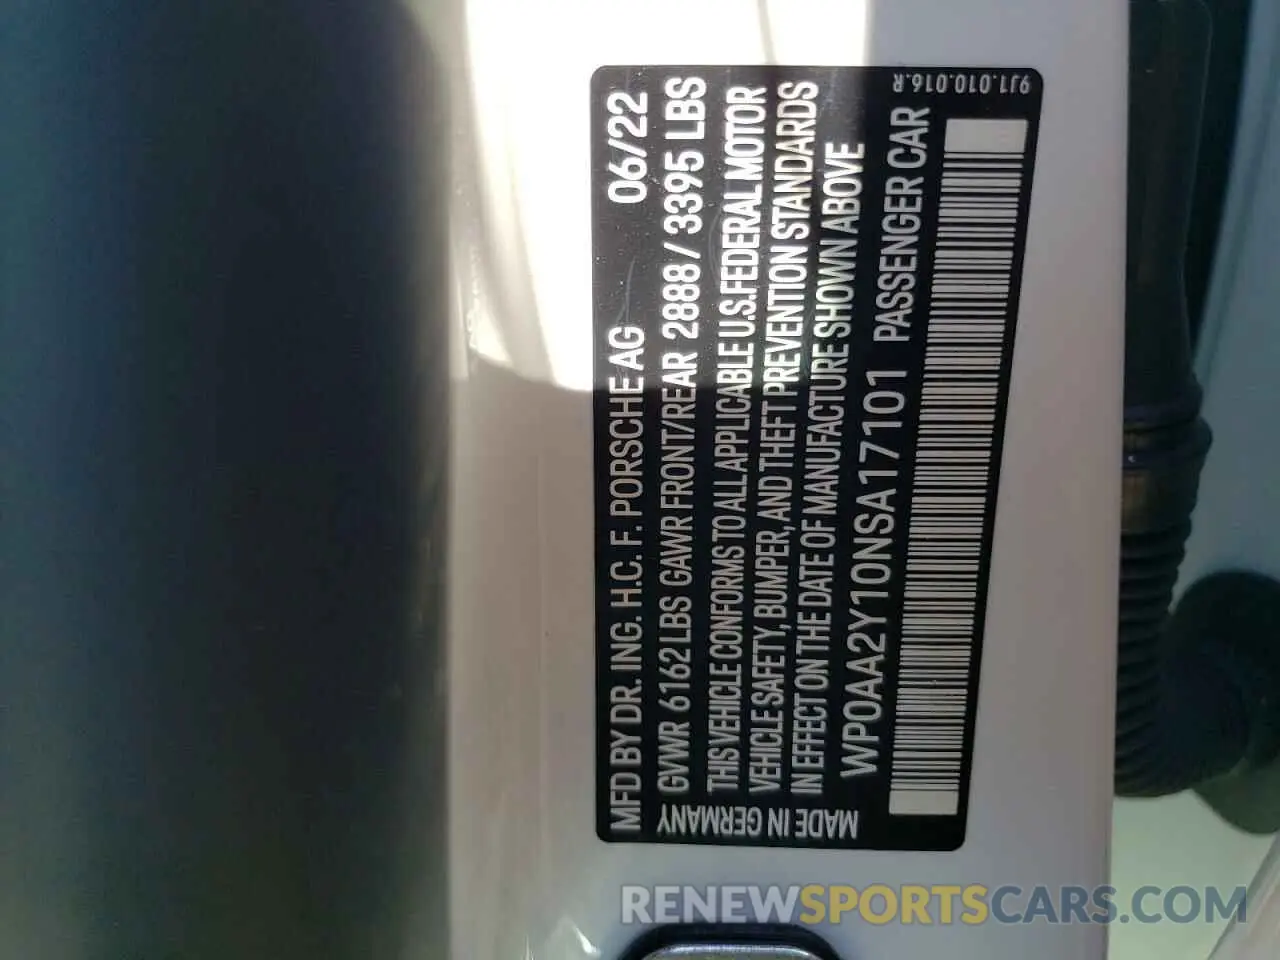 MFD BY DR. ING. H.C. F. PORSCHE AG 06/22
GVWR 6162 LBS GAWR FRONT/REAR 2888 / 3395 LBS
THIS VEHICLE CONFORMS TO ALL APPLICABLE U.S. FEDERAL MOTOR
VEHICLE SAFETY, BUMPER, AND THEFT PREVENTION STANDARDS
IN EFFECT ON THE DATE OF MANUFACTURE SHOWN ABOVE
WP0AA2Y10NSA17101 PASSENGER CAR
MADE IN GERMANY
9J1.010.016.R
RENEWSPORTSCARS.COM